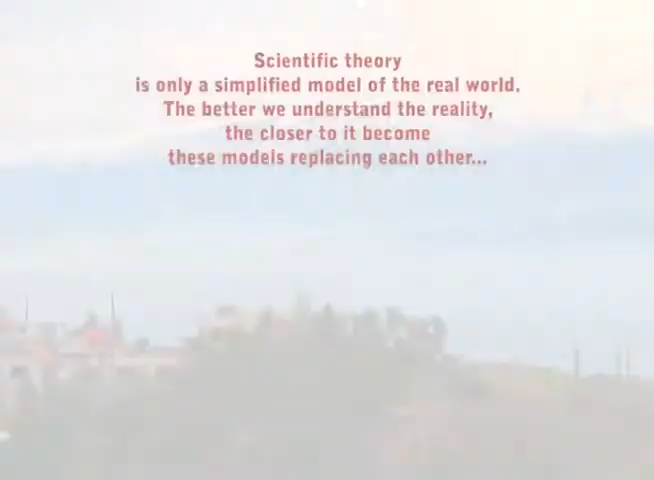 Scientific theory
is only a simplified model of the real world.
The better we understand the reality,
the closer to it become
these models replacing each other...